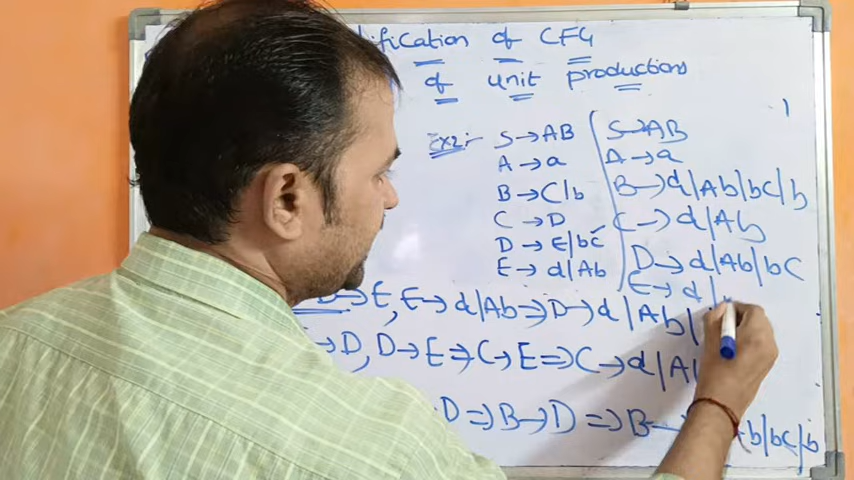 ification of CFG
of unit productions
Ex2:- S→AB
A→a
B→C/b
C→D
D→E|bC
E→d|Ab
S→AB
A→a
B→d|Ab|bC|b
C→d|Ab
D→d|Ab|bC
E→d|
→E, E→d|Ab⇒D→d|Ab|
→D, D→E⇒C→E⇒C→d|A
D⇒B→D⇒B→ b|bC|b